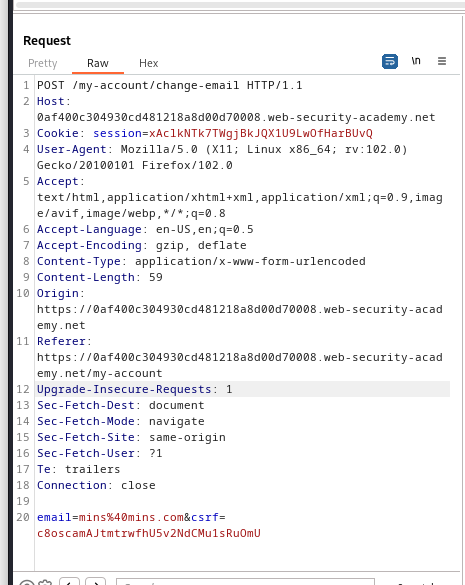 Request
Pretty Raw Hex \n
1 POST /my-account/change-email HTTP/1.1
2 Host:
0af400c304930cd481218a8d00d70008.web-security-academy.net
3 Cookie: session=xAclkNTk7TWgjBkJQX1U9LwOfHarBUvQ
4 User-Agent: Mozilla/5.0 (X11; Linux x86_64; rv:102.0)
Gecko/20100101 Firefox/102.0
5 Accept:
text/html,application/xhtml+xml,application/xml;q=0.9,imag
e/avif,image/webp,*/*;q=0.8
6 Accept-Language: en-US,en;q=0.5
7 Accept-Encoding: gzip, deflate
8 Content-Type: application/x-www-form-urlencoded
9 Content-Length: 59
10 Origin:
https://0af400c304930cd481218a8d00d70008.web-security-acad
emy.net
11 Referer:
https://0af400c304930cd481218a8d00d70008.web-security-acad
emy.net/my-account
12 Upgrade-Insecure-Requests: 1
13 Sec-Fetch-Dest: document
14 Sec-Fetch-Mode: navigate
15 Sec-Fetch-Site: same-origin
16 Sec-Fetch-User: ?1
17 Te: trailers
18 Connection: close
19
20 email=mins%40mins.com&csrf=
c8oscamAJtmtrwfhU5v2NdCMu1sRuOmU